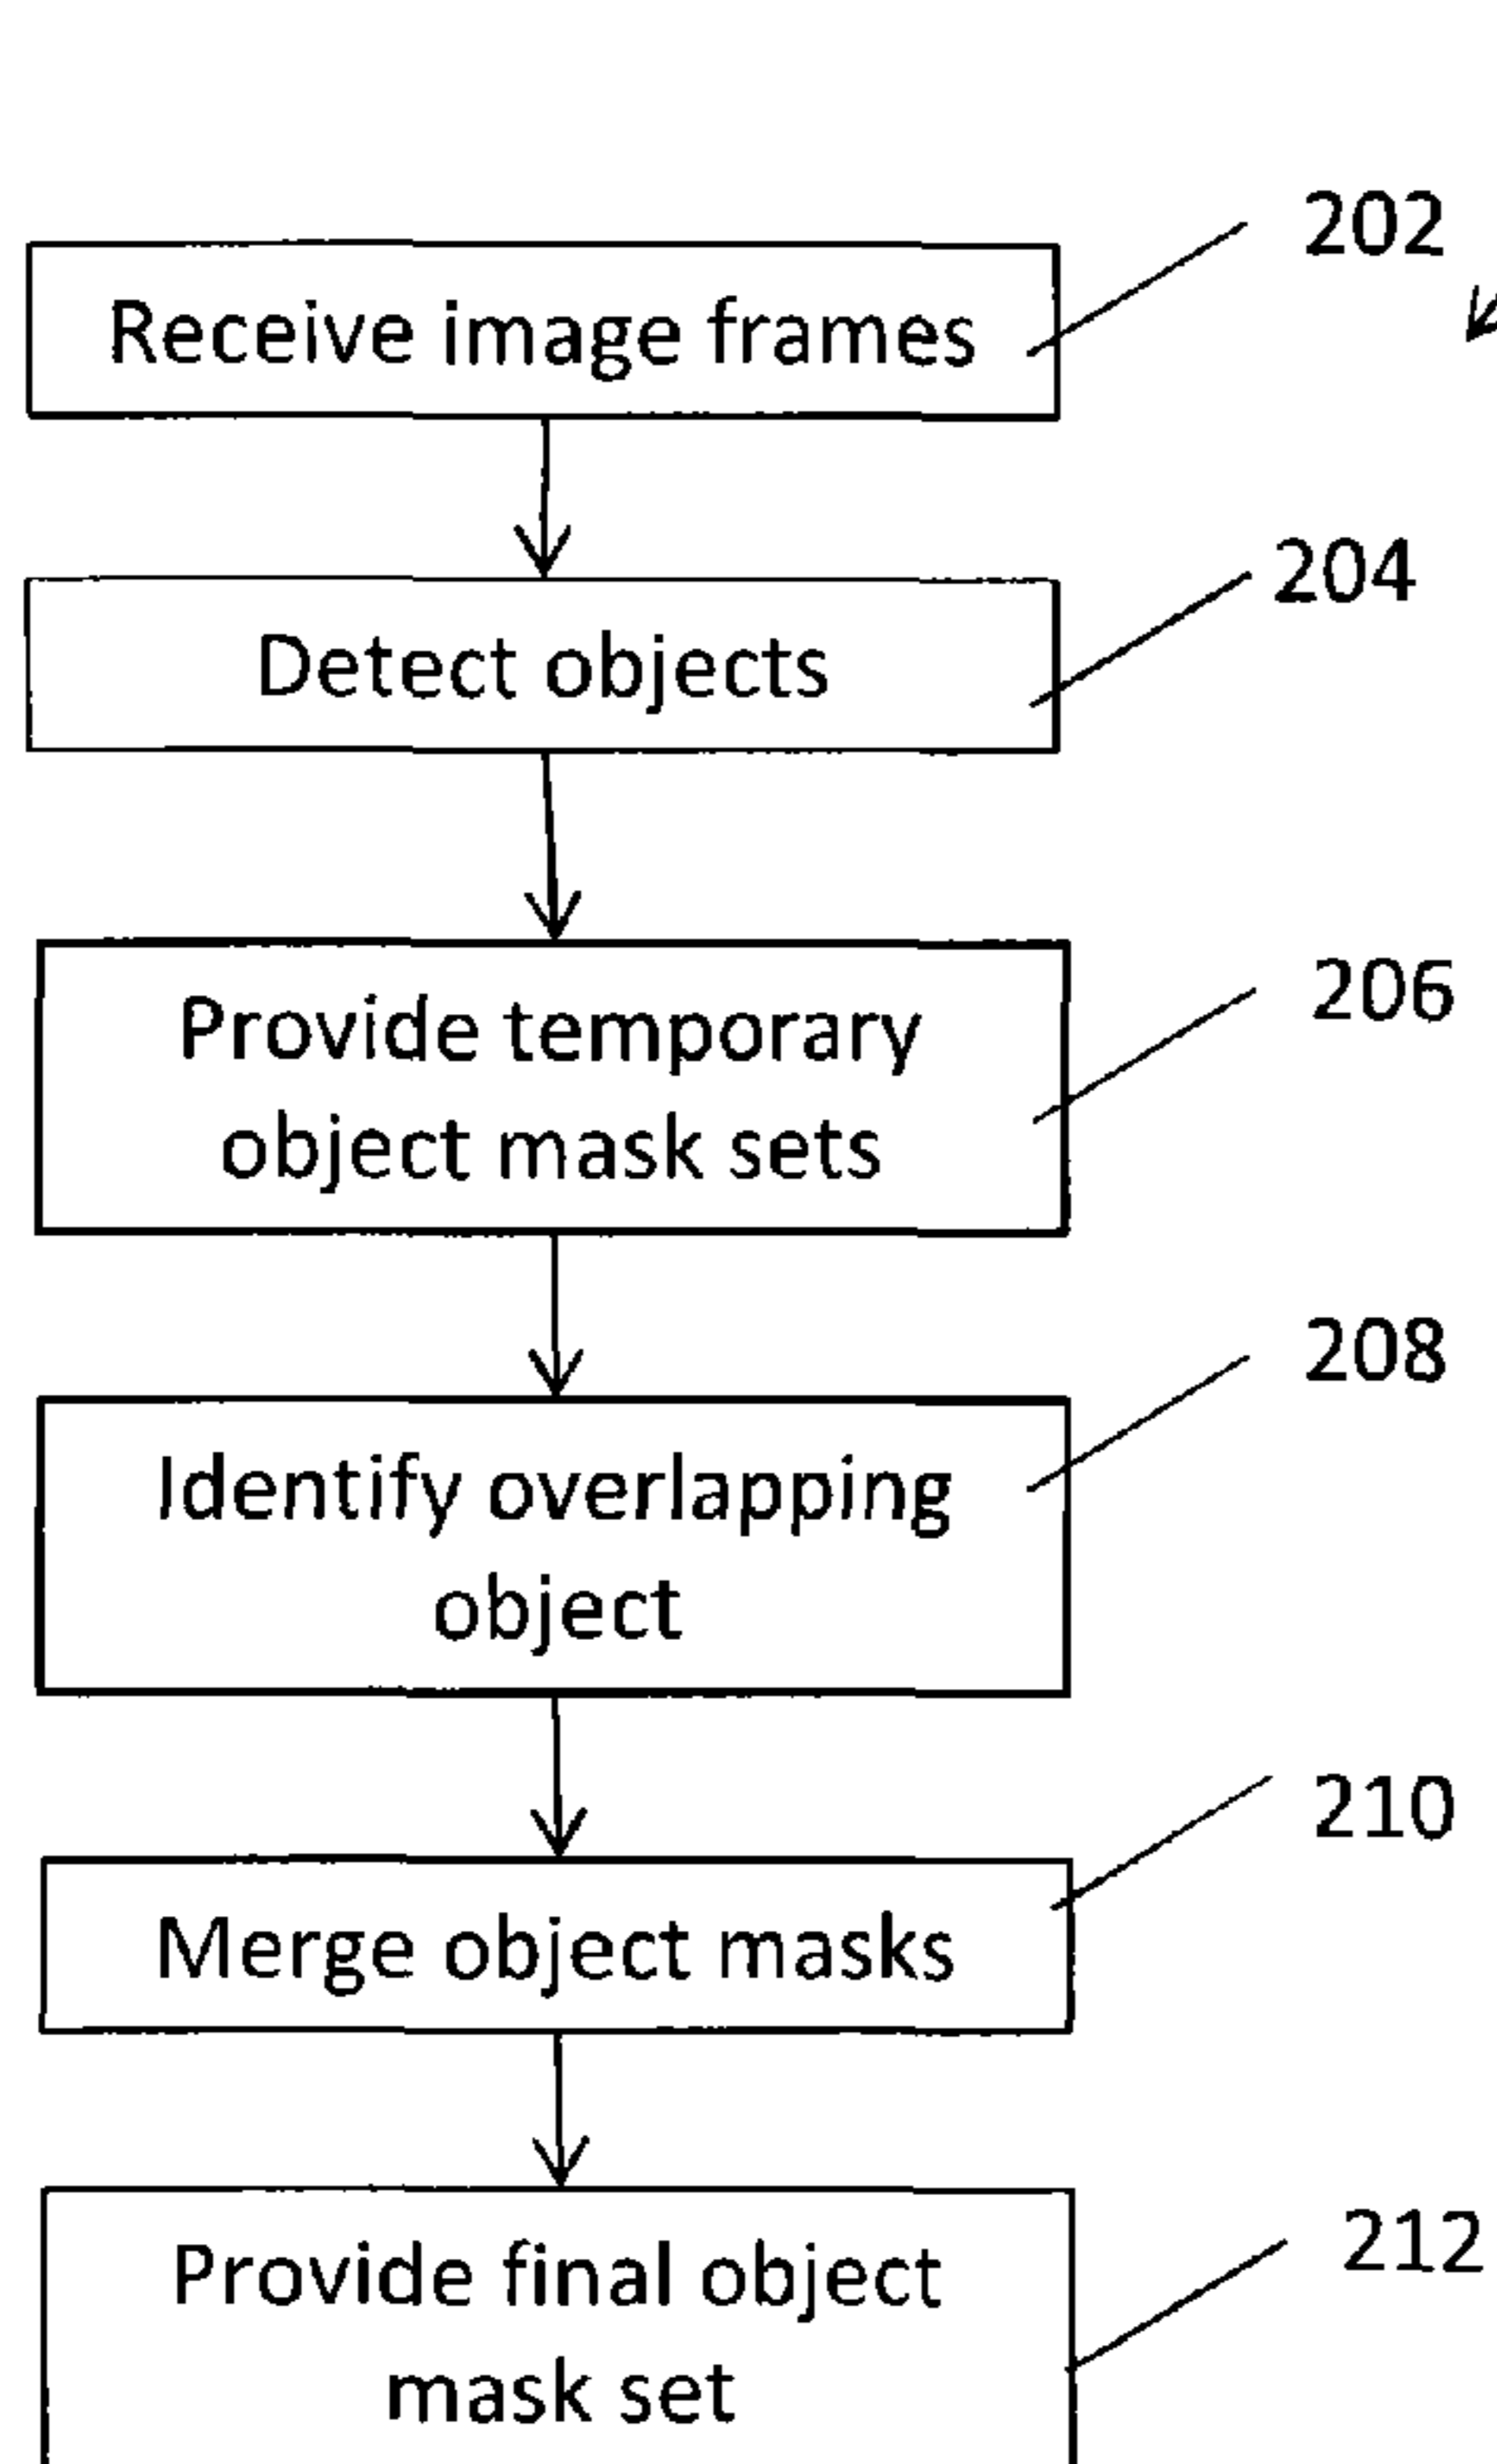 202
Receive image frames
204
Detect objects
206
Provide temporary
object mask sets
208
Identify overlapping
object
210
Merge object masks
212
Provide final object
mask set